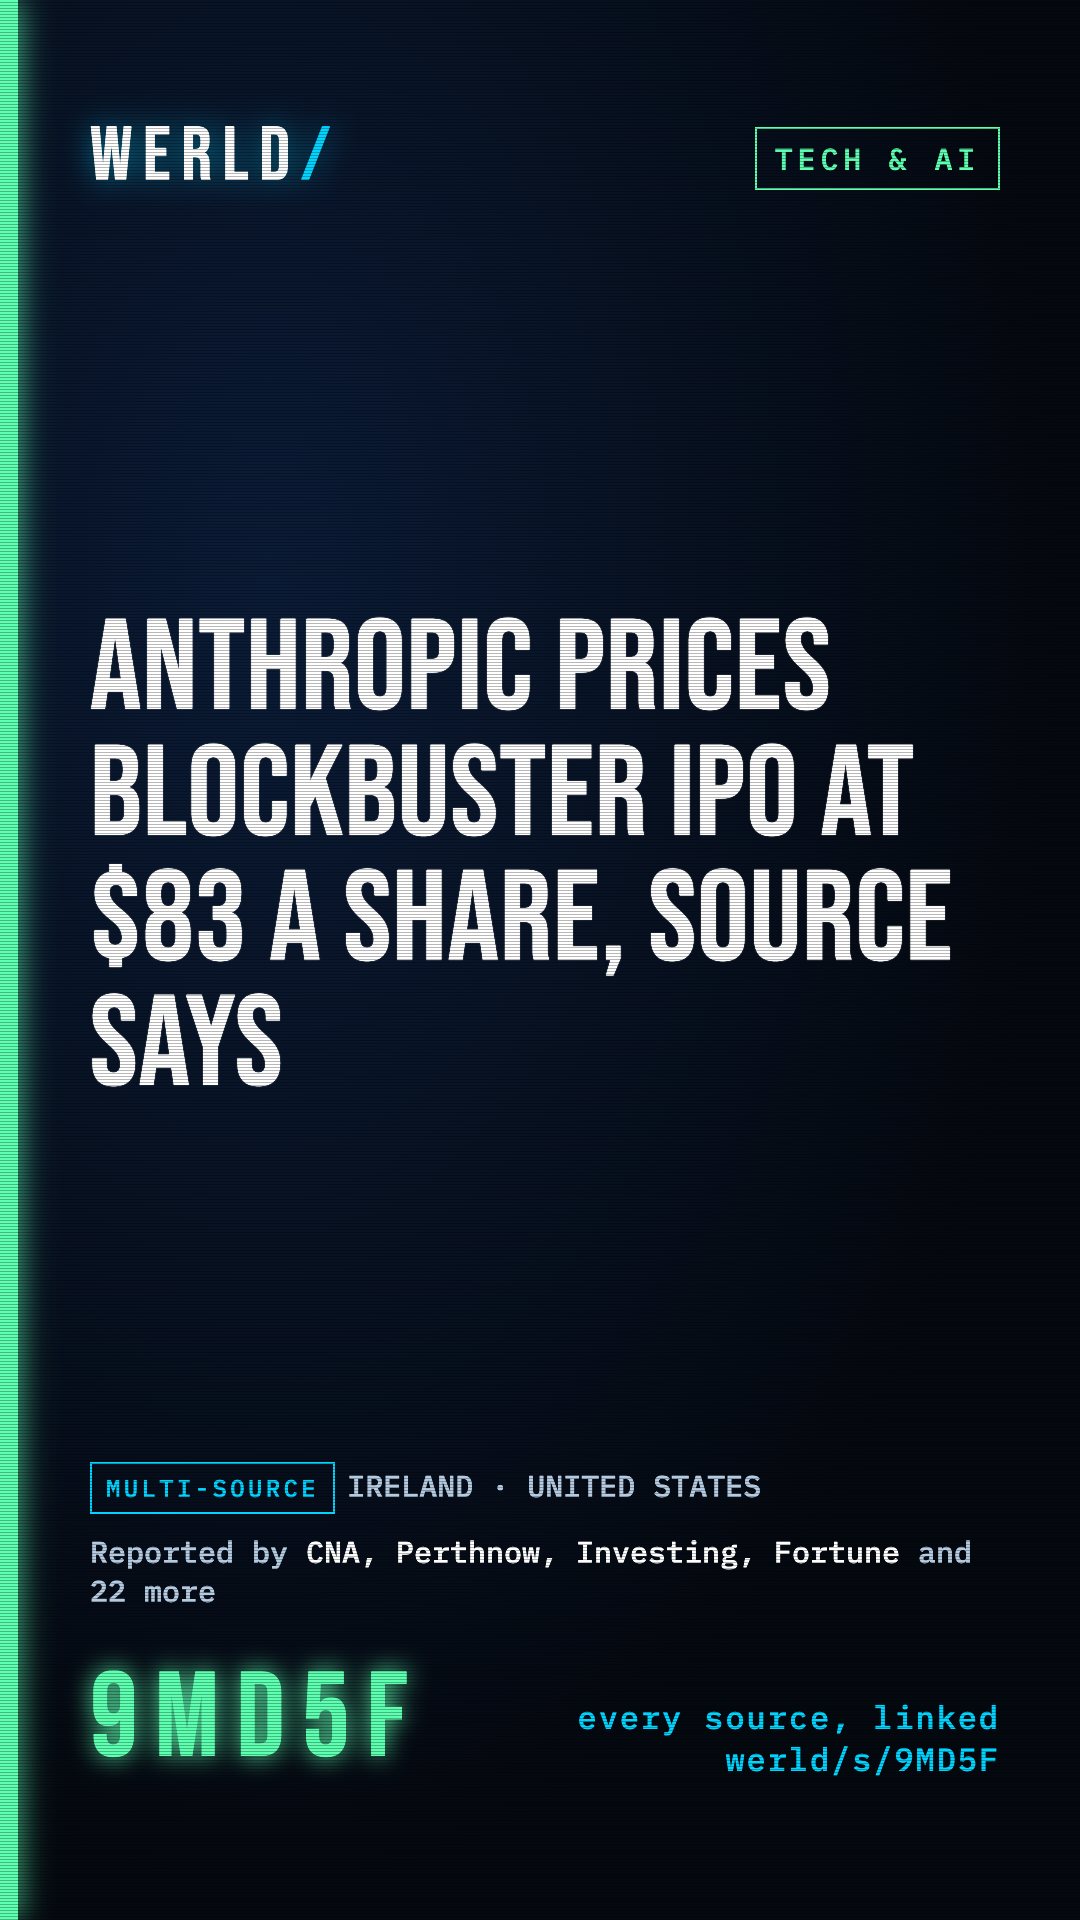 WERLD/
TECH & AI
ANTHROPIC PRICES
BLOCKBUSTER IPO AT
$83 A SHARE, SOURCE
SAYS
MULTI-SOURCE IRELAND · UNITED STATES
Reported by CNA, Perthnow, Investing, Fortune and
22 more
9MD5F
every source, linked
werld/s/9MD5F